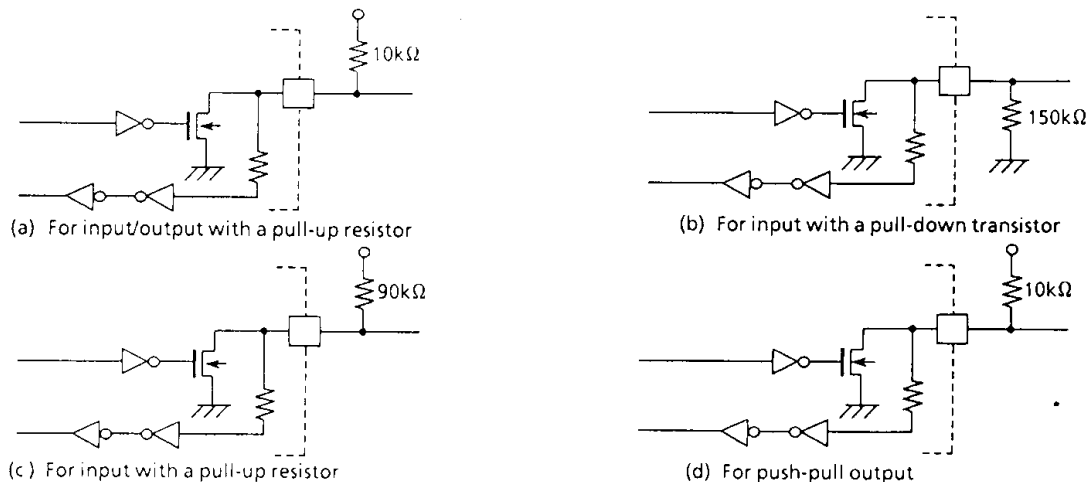 10kΩ
150kΩ
(a) For input/output with a pull-up resistor
(b) For input with a pull-down transistor
90kΩ
10kΩ
(c) For input with a pull-up resistor
(d) For push-pull output